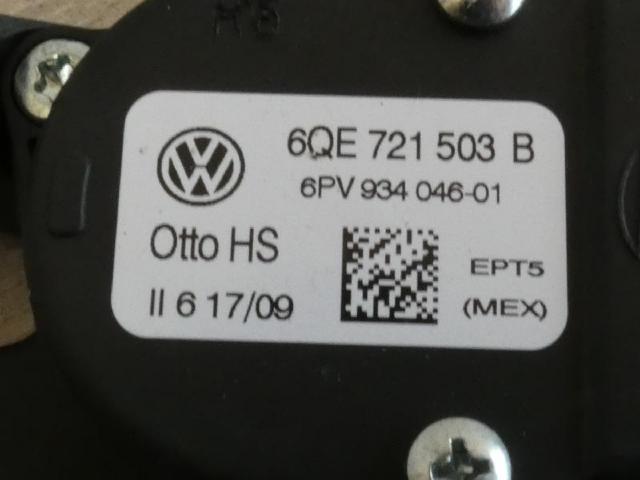 6QE 721 503 B
6PV 934 046-01
Otto HS
EPT5
II 6 17/09
(MEX)